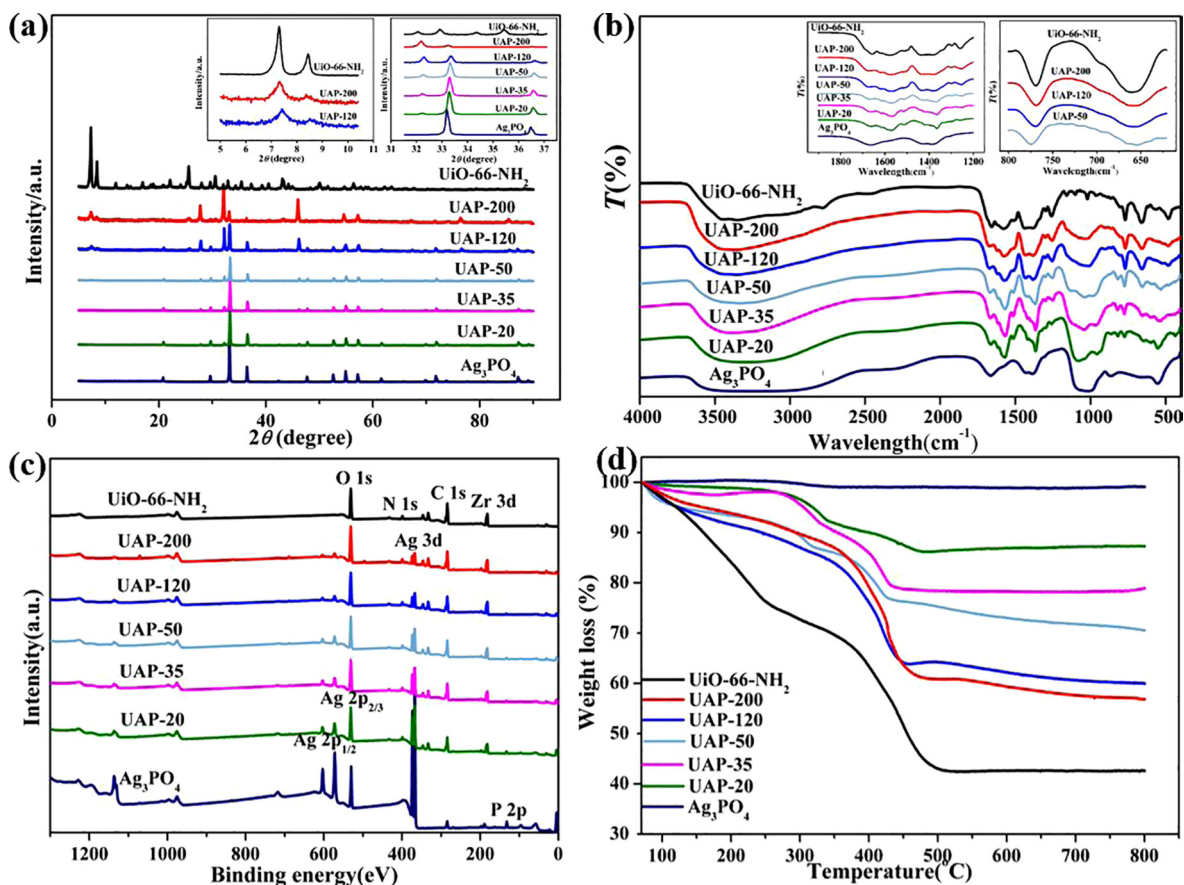 (a)
Intensity/a.u.
UiO-66-NH2
UAP-200
UAP-120
4 5 6 7 8 9 10 11
2θ(degree)
Intensity/a.u.
UiO-66-NH2
UAP-200
UAP-120
UAP-50
UAP-35
UAP-20
Ag3PO4
31 32 33 34 35 36 37
2θ(degree)
UiO-66-NH2
UAP-200
UAP-120
UAP-50
UAP-35
UAP-20
Ag3PO4
Intensity/a.u.
0 20 40 60 80
2θ (degree)
(b)
T(%)
UiO-66-NH2
UAP-200
UAP-120
UAP-50
UAP-35
UAP-20
Ag3PO4
1800 1600 1400 1200
Wavelength(cm-1)
T(%)
UiO-66-NH2
UAP-200
UAP-120
UAP-50
800 750 700 650
Wavelength(cm-1)
T(%)
UiO-66-NH2
UAP-200
UAP-120
UAP-50
UAP-35
UAP-20
Ag3PO4
4000 3500 3000 2500 2000 1500 1000 500
Wavelength(cm-1)
(c)
UiO-66-NH2
O 1s
N 1s
C 1s
Zr 3d
UAP-200
Ag 3d
UAP-120
UAP-50
UAP-35
Ag 2p2/3
UAP-20
Ag 2p1/2
Ag3PO4
P 2p
Intensity(a.u.)
1200 1000 800 600 400 200 0
Binding energy(eV)
(d)
100
90
80
70
60
50
40
30
Weight loss (%)
UiO-66-NH2
UAP-200
UAP-120
UAP-50
UAP-35
UAP-20
Ag3PO4
100 200 300 400 500 600 700 800
Temperature(°C)